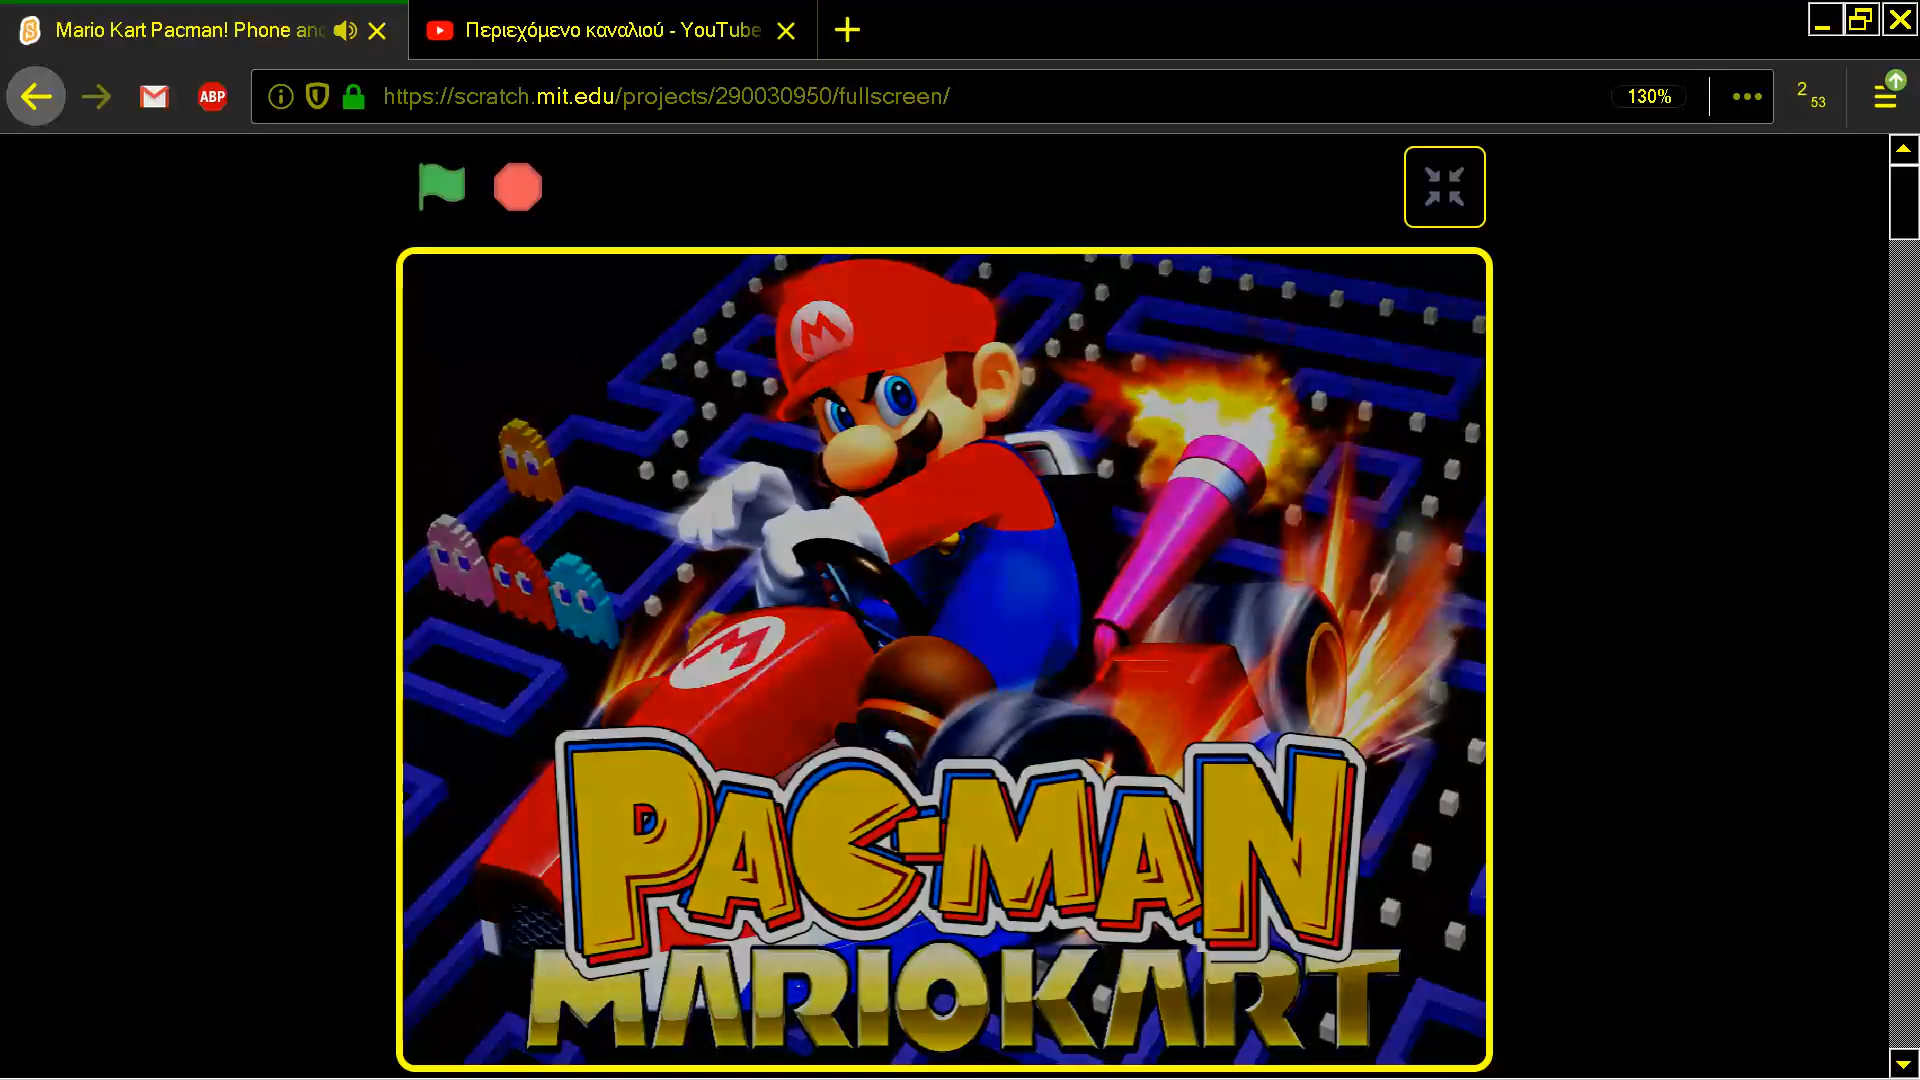 Mario Kart Pacman! Phone and
Περιεχόμενο καναλιού - YouTube
ABP
https://scratch.mit.edu/projects/290030950/fullscreen/
130%
2
53
M
M
PAC-MAN
MARIOKART